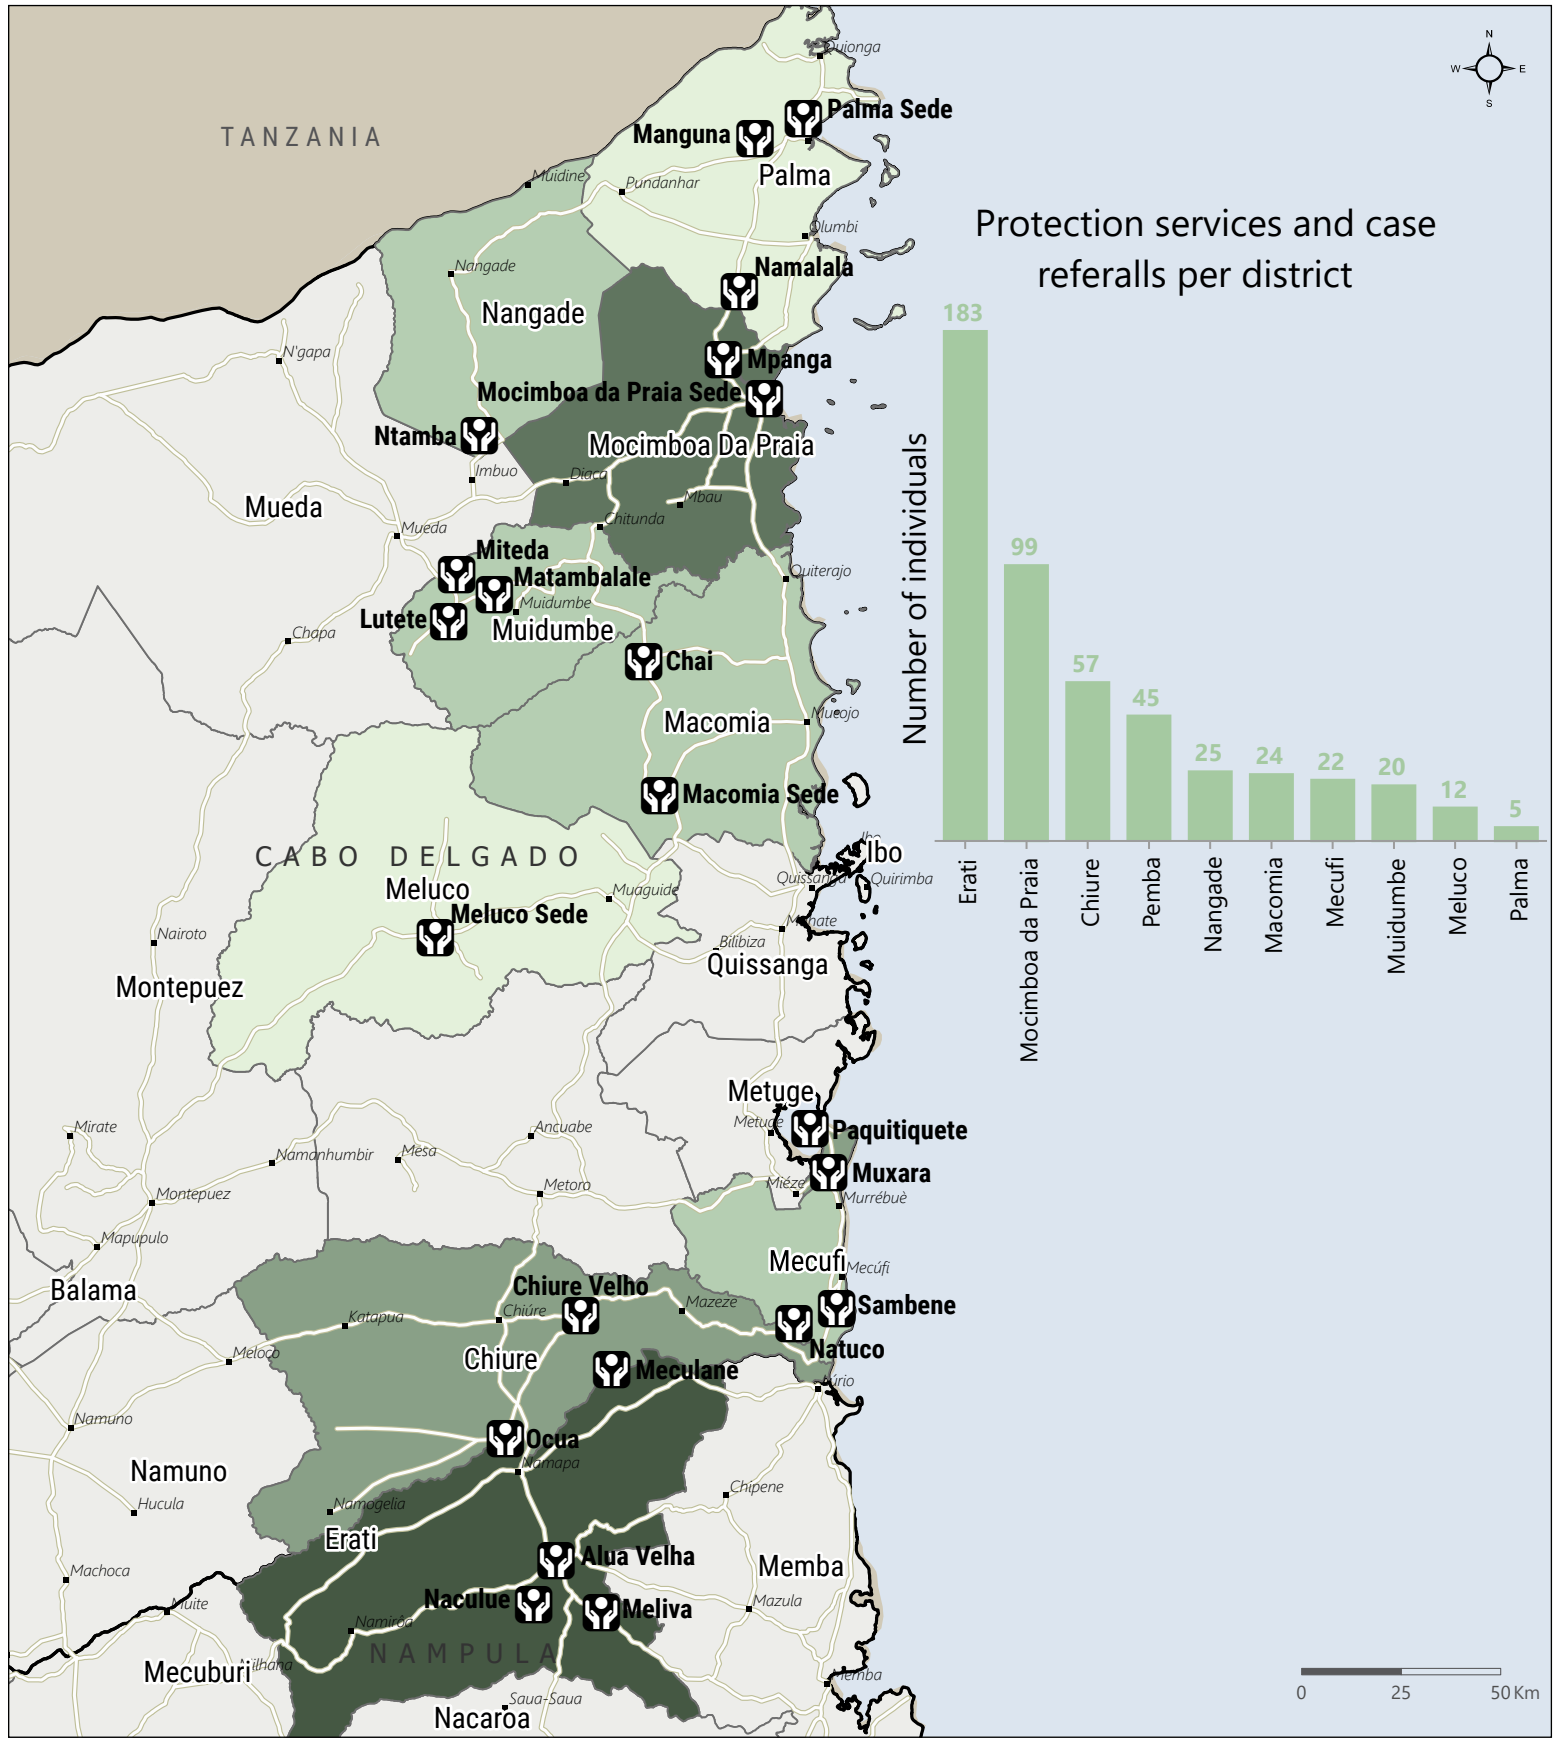 N
W
E
S
Quionga
TANZANIA
Palma Sede
Manguna
Palma
Muidine
Pundanhar
Olumbi
Protection services and case
referalls per district
Nangade
Namalala
Nangade
N'gapa
Mpanga
Mocimboa da Praia Sede
Ntamba
Mocimboa Da Praia
Imbuo
Diaca
Mbau
Mueda
Chitunda
Mueda
Miteda
Matambalale
Quiterajo
Muidumbe
Lutete
Muidumbe
Chapa
Chai
Macomia
Mucojo
Macomia Sede
CABO DELGADO
Ibo
Ibo
Meluco
Muaguide
Quissanga
Quirimba
Meluco Sede
Nairoto
Bilibiza
Quissanga
Montepuez
Metuge
Metuge
Paquitiquete
Mirate
Ancuabe
Namanhumbir
Mesa
Muxara
Montepuez
Metoro
Miéze
Murrébuè
Mapupulo
Mecufi
Mecúfi
Balama
Chiure Velho
Mazeze
Sambene
Katapua
Chiúre
Natuco
Meloco
Chiure
Meculane
Lúrio
Namuno
Ocua
Namuno
Namapa
Chipene
Hucula
Namogelia
Erati
Alua Velha
Memba
Machoca
Muite
Naculue
Meliva
Mazula
Namirôa
NAMPULA
Mecuburi
Milhana
Memba
Saua-Saua
Nacaroa
Number of individuals
183
99
57
45
25
24
22
20
12
5
Erati
Mocimboa da Praia
Chiure
Pemba
Nangade
Macomia
Mecufi
Muidumbe
Meluco
Palma
0
25
50 Km